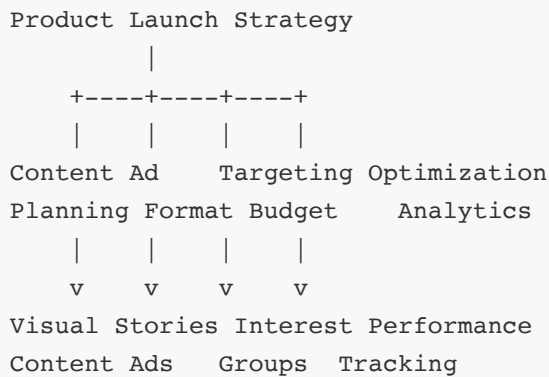 Product Launch Strategy
|
+----+----+----+
| | | |
Content Ad Targeting Optimization
Planning Format Budget Analytics
| | | |
v v v v
Visual Stories Interest Performance
Content Ads Groups Tracking